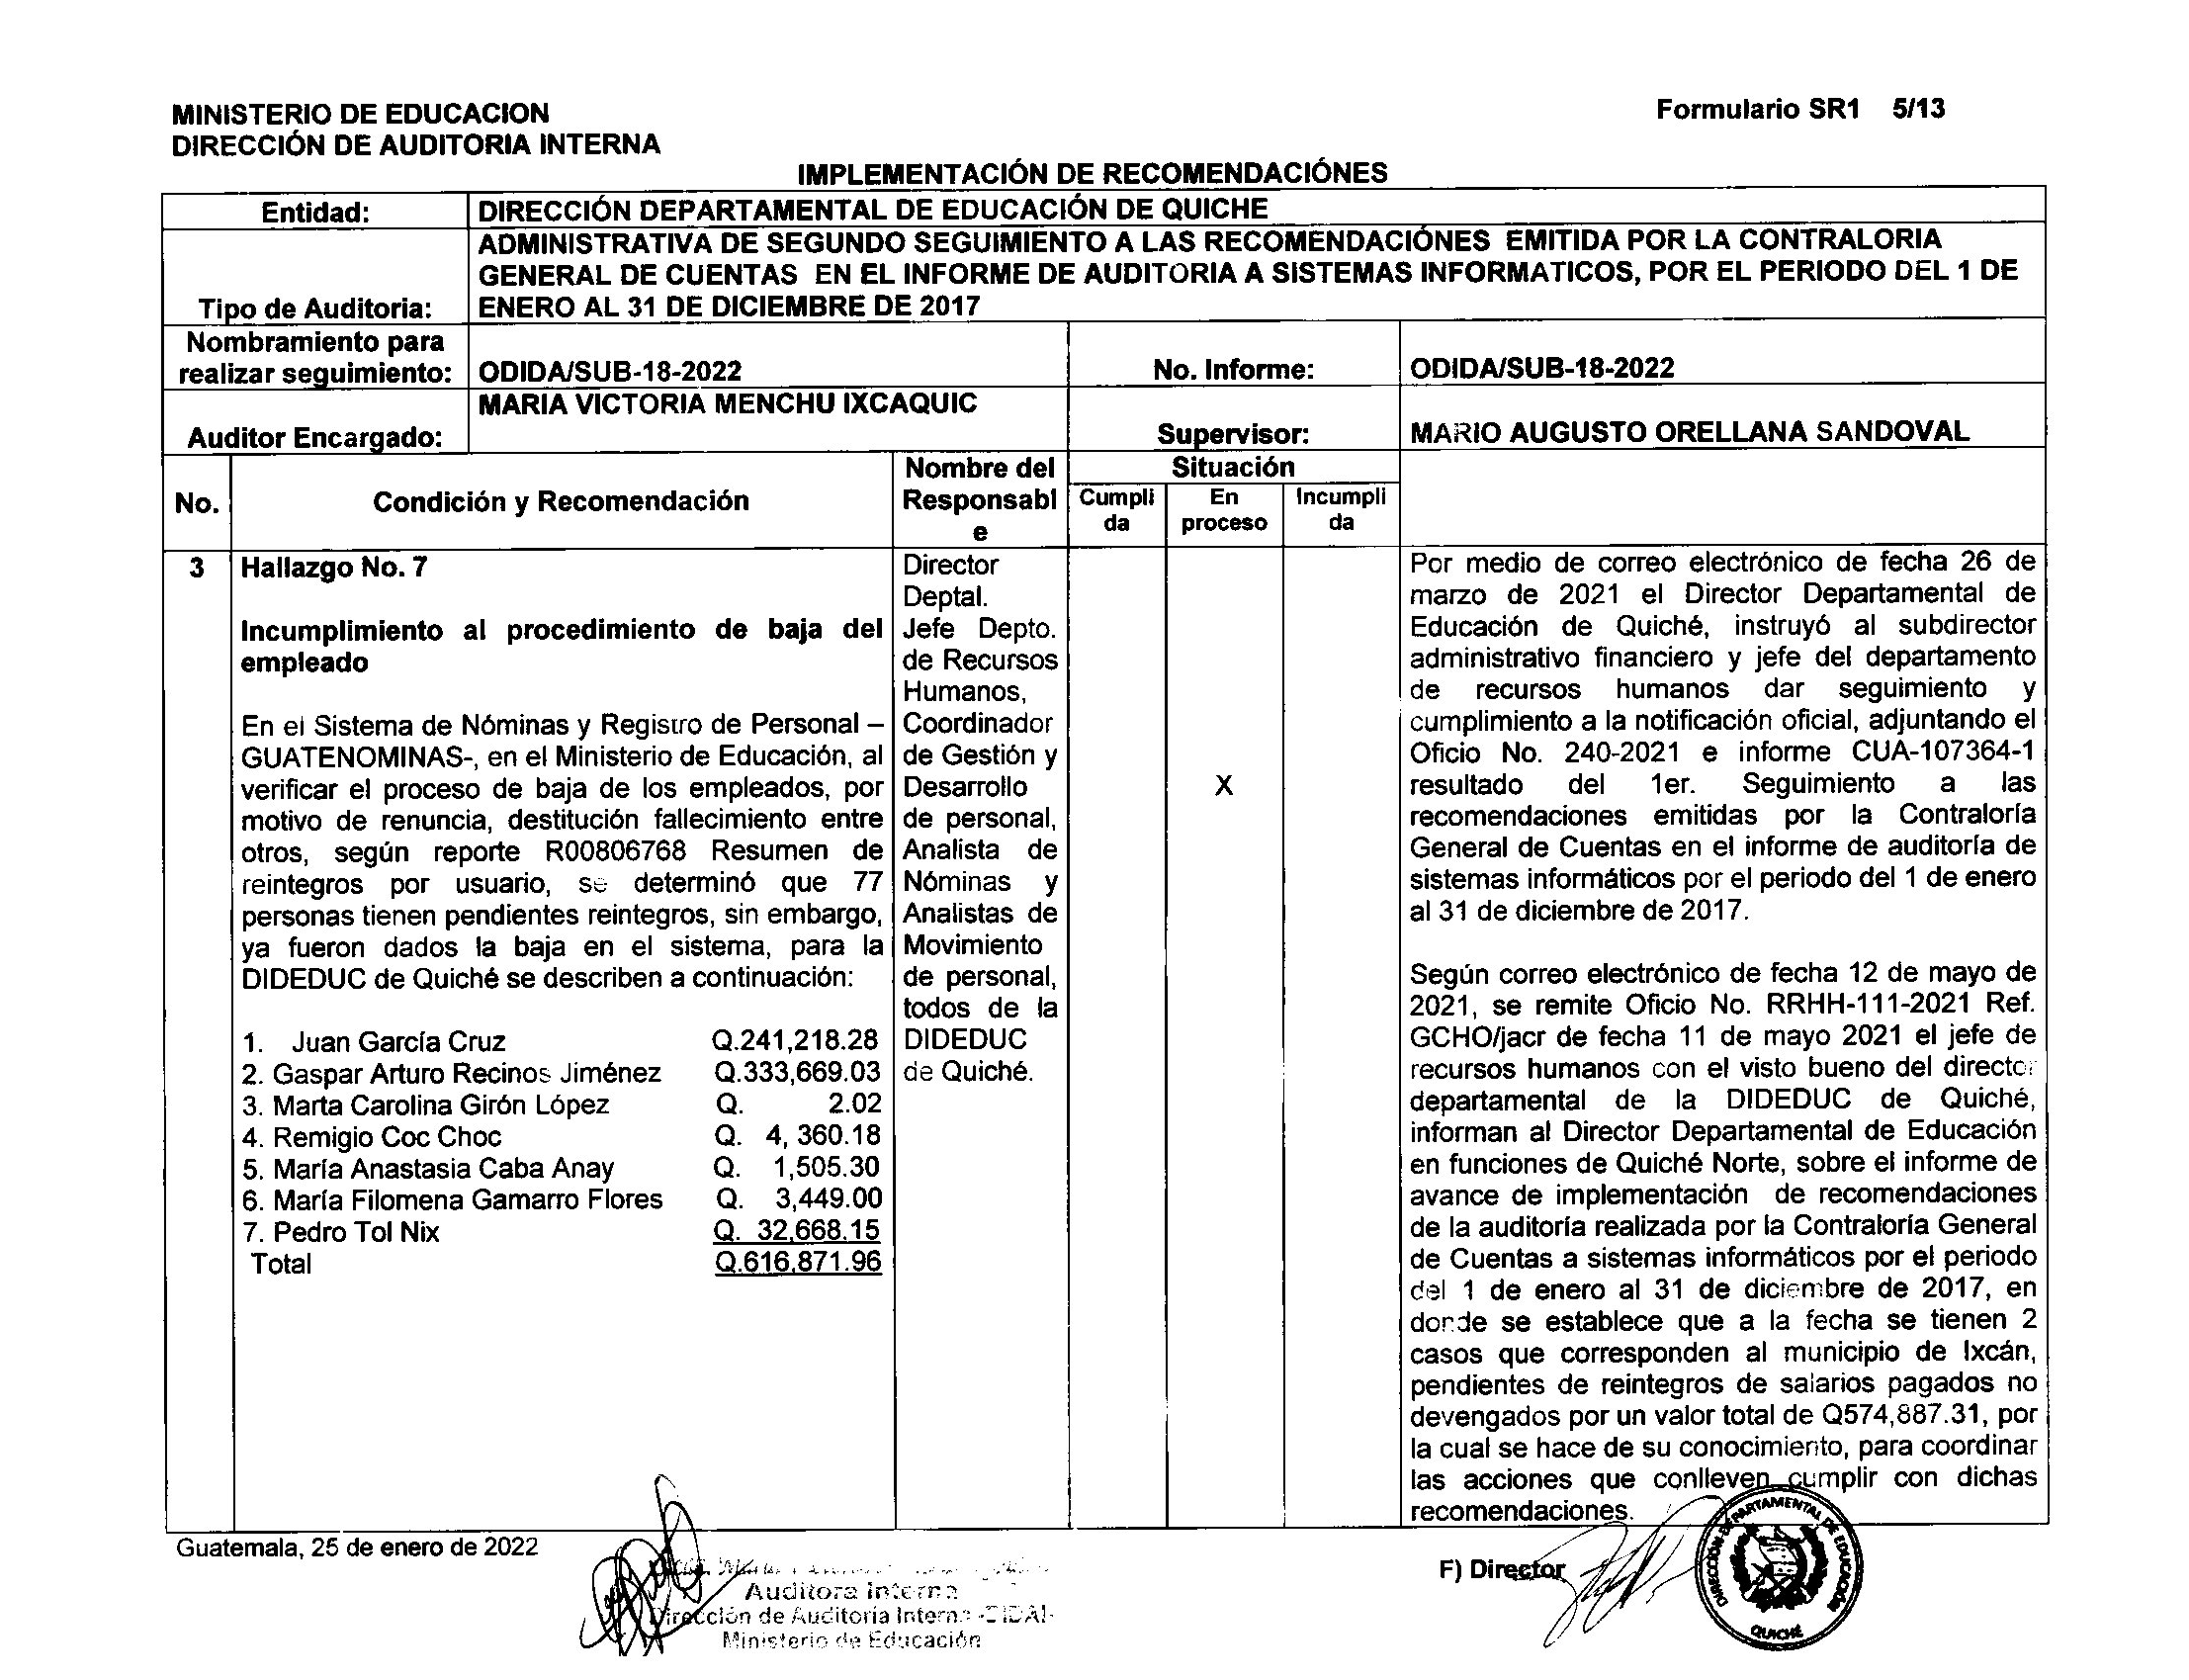 MINISTERIO DE EDUCACION
DIRECCIÓN DE AUDITORIA INTERNA
Formulario SR1 5/13
IMPLEMENTACIÓN DE RECOMENDACIÓNES
Entidad:
DIRECCIÓN DEPARTAMENTAL DE EDUCACIÓN DE QUICHE
Tipo de Auditoria:
ADMINISTRATIVA DE SEGUNDO SEGUIMIENTO A LAS RECOMENDACIÓNES EMITIDA POR LA CONTRALORIA
GENERAL DE CUENTAS EN EL INFORME DE AUDITORIA A SISTEMAS INFORMATICOS, POR EL PERIODO DEL 1 DE
ENERO AL 31 DE DICIEMBRE DE 2017
Nombramiento para
realizar seguimiento:
ODIDA/SUB-18-2022
No. Informe:
ODIDA/SUB-18-2022
Auditor Encargado:
MARIA VICTORIA MENCHU IXCAQUIC
Supervisor:
MARIO AUGUSTO ORELLANA SANDOVAL
No.
Condición y Recomendación
Nombre del
Responsabl
e
Situación
Cumpli
da
En
proceso
Incumpli
da
3
Hallazgo No. 7
Incumplimiento al procedimiento de baja del
empleado
En el Sistema de Nóminas y Registro de Personal –
GUATENOMINAS-, en el Ministerio de Educación, al
verificar el proceso de baja de los empleados, por
motivo de renuncia, destitución fallecimiento entre
otros, según reporte R00806768 Resumen de
reintegros por usuario, se determinó que 77
personas tienen pendientes reintegros, sin embargo,
ya fueron dados la baja en el sistema, para la
DIDEDUC de Quiché se describen a continuación:
1. Juan García Cruz Q.241,218.28
2. Gaspar Arturo Recinos Jiménez Q.333,669.03
3. Marta Carolina Girón López Q. 2.02
4. Remigio Coc Choc Q. 4, 360.18
5. María Anastasia Caba Anay Q. 1,505.30
6. María Filomena Gamarro Flores Q. 3,449.00
7. Pedro Tol Nix Q. 32,668.15
Total Q.616,871.96
Director
Deptal.
Jefe Depto.
de Recursos
Humanos,
Coordinador
de Gestión y
Desarrollo
de personal,
Analista de
Nóminas y
Analistas de
Movimiento
de personal,
todos de la
DIDEDUC
de Quiché.
X
Por medio de correo electrónico de fecha 26 de
marzo de 2021 el Director Departamental de
Educación de Quiché, instruyó al subdirector
administrativo financiero y jefe del departamento
de recursos humanos dar seguimiento y
cumplimiento a la notificación oficial, adjuntando el
Oficio No. 240-2021 e informe CUA-107364-1
resultado del 1er. Seguimiento a las
recomendaciones emitidas por la Contraloría
General de Cuentas en el informe de auditoría de
sistemas informáticos por el periodo del 1 de enero
al 31 de diciembre de 2017.
Según correo electrónico de fecha 12 de mayo de
2021, se remite Oficio No. RRHH-111-2021 Ref.
GCHO/jacr de fecha 11 de mayo 2021 el jefe de
recursos humanos con el visto bueno del director
departamental de la DIDEDUC de Quiché,
informan al Director Departamental de Educación
en funciones de Quiché Norte, sobre el informe de
avance de implementación de recomendaciones
de la auditoría realizada por la Contraloría General
de Cuentas a sistemas informáticos por el periodo
del 1 de enero al 31 de diciembre de 2017, en
donde se establece que a la fecha se tienen 2
casos que corresponden al municipio de Ixcán,
pendientes de reintegros de salarios pagados no
devengados por un valor total de Q574,887.31, por
la cual se hace de su conocimiento, para coordinar
las acciones que conlleven cumplir con dichas
recomendaciones.
Guatemala, 25 de enero de 2022
Auditora Interna
Dirección de Auditoría Interna -DIDAI-
Ministerio de Educación
F) Director
DIRECCIÓN DEPARTAMENTAL DE EDUCACIÓN
QUICHÉ